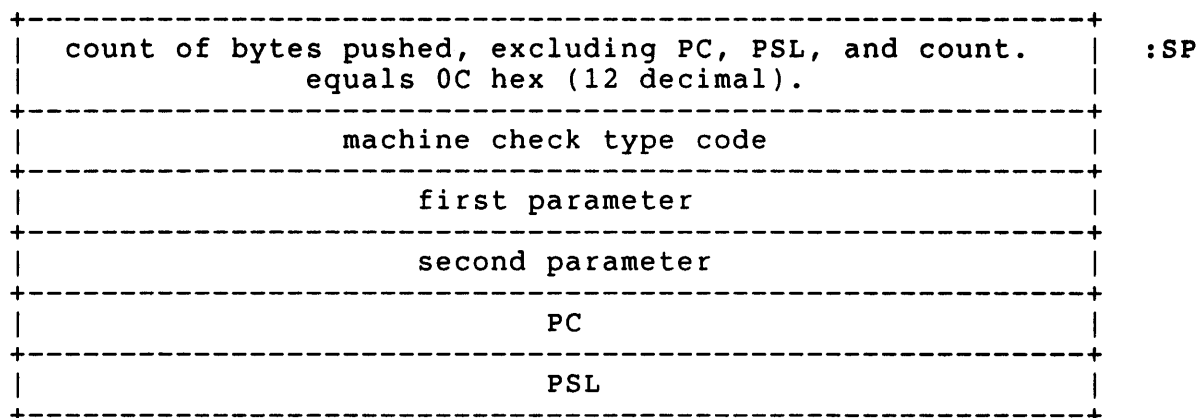 count of bytes pushed, excluding PC, PSL, and count. :SP
equals 0C hex (12 decimal).
machine check type code
first parameter
second parameter
PC
PSL